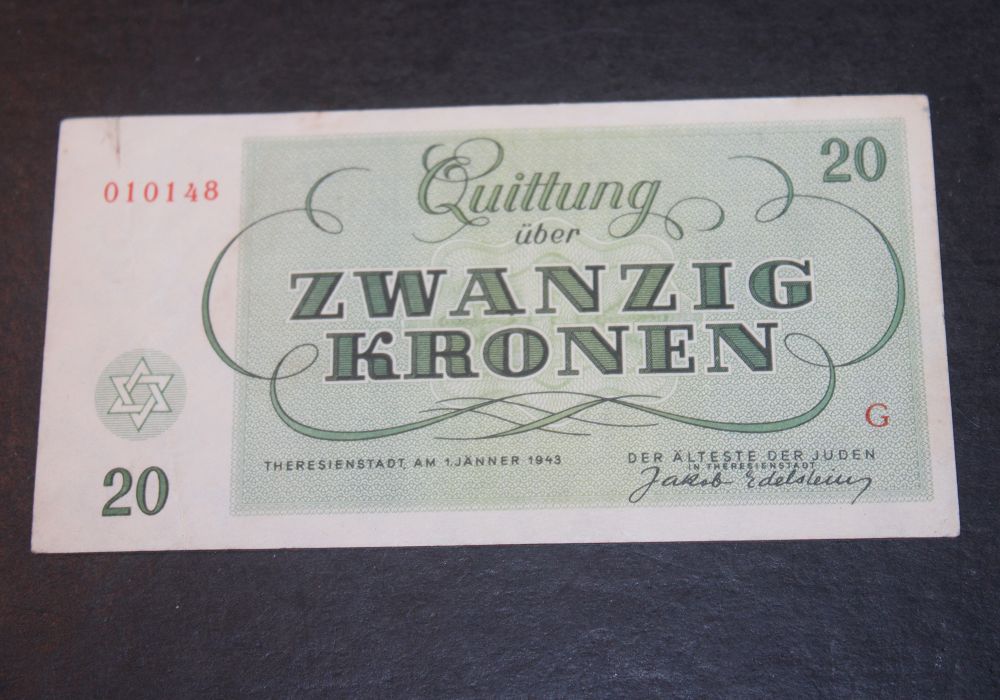 010148
20
Quittung
über
ZWANZIG
KRONEN
G
20
THERESIENSTADT, AM 1. JÄNNER 1943
DER ÄLTESTE DER JUDEN
IN THERESIENSTADT
Jakob Edelstein